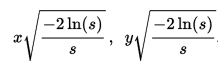 x√(−2 ln(s)/s) , y√(−2 ln(s)/s).